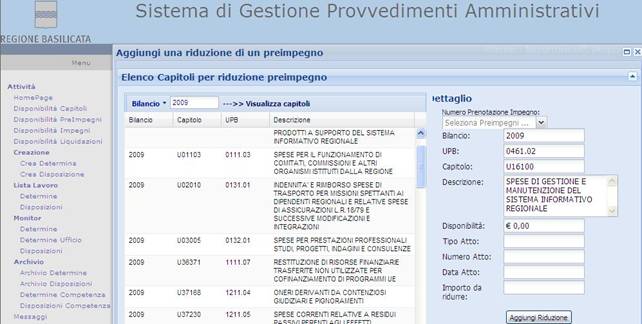 Sistema di Gestione Provvedimenti Amministrativi
REGIONE BASILICATA
Menu
Attività
HomePage
Disponibilità Capitoli
Disponibilità PreImpegni
Disponibilità Impegni
Disponibilità Liquidazioni
Creazione
Crea Determina
Crea Disposizione
Lista Lavoro
Determine
Disposizioni
Monitor
Determine
Determine Ufficio
Disposizioni
Archivio
Archivio Determine
Archivio Disposizioni
Determine Competenza
Disposizioni Competenza
Messaggi
Aggiungi una riduzione di un preimpegno
Elenco Capitoli per riduzione preimpegno
Bilancio 2009 --->> Visualizza capitoli
Bilancio Capitolo UPB Descrizione
PRODOTTI A SUPPORTO DEL SISTEMA
INFORMATIVO REGIONALE
2009 U01103 0111.03 SPESE PER IL FUNZIONAMENTO DI
COMITATI, COMMISSIONI E ALTRI
ORGANISMI ISTITUITI DALLA REGIONE
2009 U02010 0131.01 INDENNITA' E RIMBORSO SPESE DI
TRASPORTO PER MISSIONI SPETTANTI AI
DIPENDENTI REGIONALI E RELATIVE SPESE
DI ASSICURAZIONI L.R.18/79 E
SUCCESSIVE MODIFICAZIONI E
INTEGRAZIONI
2009 U03005 0132.01 SPESE PER PRESTAZIONI PROFESSIONALI
STUDI, PROGETTI, INDAGINI E CONSULENZE
2009 U36371 1111.07 RESTITUZIONE DI RISORSE FINANZIARIE
TRASFERITE NON UTILIZZATE PER
COFINANZIAMENTO DI PROGRAMMI UE
2009 U37168 1211.04 ONERI DERIVANTI DA CONTENZIOSI
GIUDIZIARI E PIGNORAMENTI
2009 U37230 1211.05 SPESE CORRENTI RELATIVE A RESIDUI
PASSIVI PERENTI AGLI EFFETTI
ettaglio
Numero Prenotazione Impegno:
Seleziona Preimpegni ...
Bilancio: 2009
UPB: 0461.02
Capitolo: U16100
Descrizione: SPESE DI GESTIONE E
MANUTENZIONE DEL
SISTEMA INFORMATIVO
REGIONALE
Disponibilità: € 0,00
Tipo Atto:
Numero Atto:
Data Atto:
Importo da
ridurre:
Aggiungi Riduzione